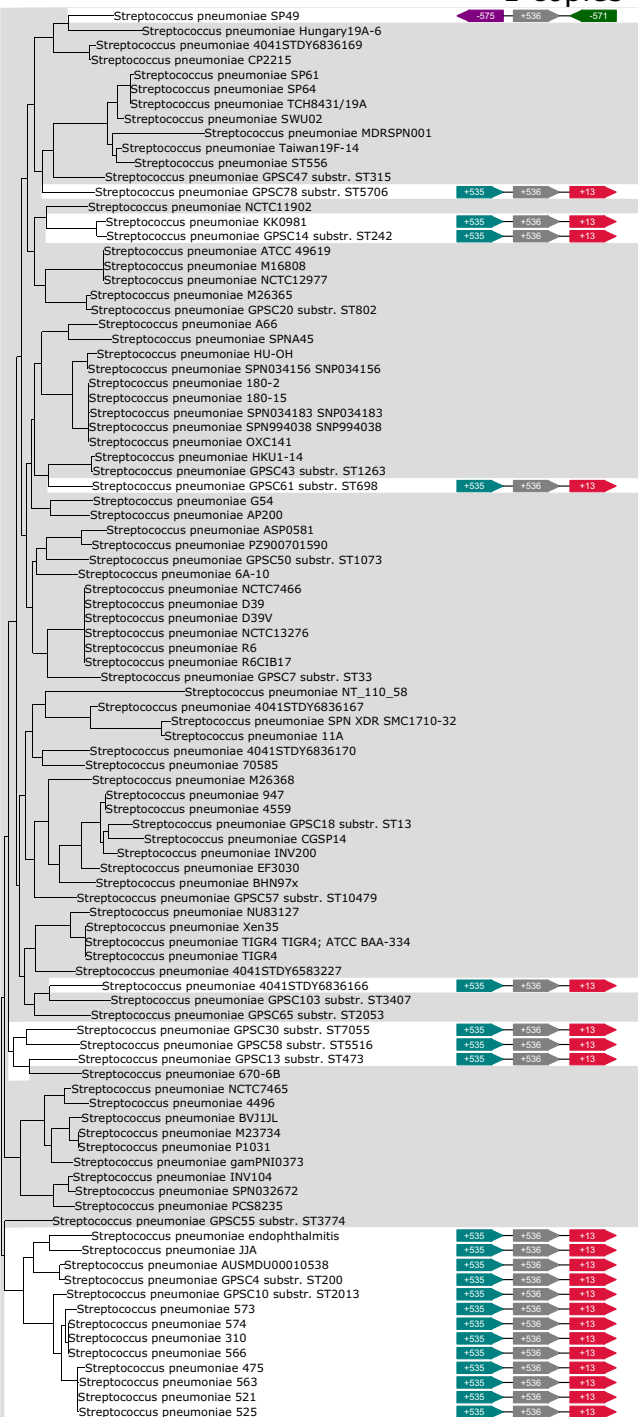 copies
Streptococcus pneumoniae SP49 -575 +536 -571
Streptococcus pneumoniae Hungary19A-6
Streptococcus pneumoniae 4041STDY6836169
Streptococcus pneumoniae CP2215
Streptococcus pneumoniae SP61
Streptococcus pneumoniae SP64
Streptococcus pneumoniae TCH8431/19A
Streptococcus pneumoniae SWU02
Streptococcus pneumoniae MDRSPN001
Streptococcus pneumoniae Taiwan19F-14
Streptococcus pneumoniae ST556
Streptococcus pneumoniae GPSC47 substr. ST315
Streptococcus pneumoniae GPSC78 substr. ST5706 +535 +536 +13
Streptococcus pneumoniae NCTC11902
Streptococcus pneumoniae KK0981 +535 +536 +13
Streptococcus pneumoniae GPSC14 substr. ST242 +535 +536 +13
Streptococcus pneumoniae ATCC 49619
Streptococcus pneumoniae M16808
Streptococcus pneumoniae NCTC12977
Streptococcus pneumoniae M26365
Streptococcus pneumoniae GPSC20 substr. ST802
Streptococcus pneumoniae A66
Streptococcus pneumoniae SPNA45
Streptococcus pneumoniae HU-OH
Streptococcus pneumoniae SPN034156 SNP034156
Streptococcus pneumoniae 180-2
Streptococcus pneumoniae 180-15
Streptococcus pneumoniae SPN034183 SNP034183
Streptococcus pneumoniae SPN994038 SNP994038
Streptococcus pneumoniae OXC141
Streptococcus pneumoniae HKU1-14
Streptococcus pneumoniae GPSC43 substr. ST1263
Streptococcus pneumoniae GPSC61 substr. ST698 +535 +536 +13
Streptococcus pneumoniae G54
Streptococcus pneumoniae AP200
Streptococcus pneumoniae ASP0581
Streptococcus pneumoniae PZ900701590
Streptococcus pneumoniae GPSC50 substr. ST1073
Streptococcus pneumoniae 6A-10
Streptococcus pneumoniae NCTC7466
Streptococcus pneumoniae D39
Streptococcus pneumoniae D39V
Streptococcus pneumoniae NCTC13276
Streptococcus pneumoniae R6
Streptococcus pneumoniae R6CIB17
Streptococcus pneumoniae GPSC7 substr. ST33
Streptococcus pneumoniae NT_110_58
Streptococcus pneumoniae 4041STDY6836167
Streptococcus pneumoniae SPN XDR SMC1710-32
Streptococcus pneumoniae 11A
Streptococcus pneumoniae 4041STDY6836170
Streptococcus pneumoniae 70585
Streptococcus pneumoniae M26368
Streptococcus pneumoniae 947
Streptococcus pneumoniae 4559
Streptococcus pneumoniae GPSC18 substr. ST13
Streptococcus pneumoniae CGSP14
Streptococcus pneumoniae INV200
Streptococcus pneumoniae EF3030
Streptococcus pneumoniae BHN97x
Streptococcus pneumoniae GPSC57 substr. ST10479
Streptococcus pneumoniae NU83127
Streptococcus pneumoniae Xen35
Streptococcus pneumoniae TIGR4 TIGR4; ATCC BAA-334
Streptococcus pneumoniae TIGR4
Streptococcus pneumoniae 4041STDY6583227
Streptococcus pneumoniae 4041STDY6836166 +535 +536 +13
Streptococcus pneumoniae GPSC103 substr. ST3407
Streptococcus pneumoniae GPSC65 substr. ST2053
Streptococcus pneumoniae GPSC30 substr. ST7055 +535 +536 +13
Streptococcus pneumoniae GPSC58 substr. ST5516 +535 +536 +13
Streptococcus pneumoniae GPSC13 substr. ST473 +535 +536 +13
Streptococcus pneumoniae 670-6B
Streptococcus pneumoniae NCTC7465
Streptococcus pneumoniae 4496
Streptococcus pneumoniae BVJ1JL
Streptococcus pneumoniae M23734
Streptococcus pneumoniae P1031
Streptococcus pneumoniae gamPNI0373
Streptococcus pneumoniae INV104
Streptococcus pneumoniae SPN032672
Streptococcus pneumoniae PCS8235
Streptococcus pneumoniae GPSC55 substr. ST3774
Streptococcus pneumoniae endophthalmitis +535 +536 +13
Streptococcus pneumoniae JJA +535 +536 +13
Streptococcus pneumoniae AUSMDU00010538 +535 +536 +13
Streptococcus pneumoniae GPSC4 substr. ST200 +535 +536 +13
Streptococcus pneumoniae GPSC10 substr. ST2013 +535 +536 +13
Streptococcus pneumoniae 573 +535 +536 +13
Streptococcus pneumoniae 574 +535 +536 +13
Streptococcus pneumoniae 310 +535 +536 +13
Streptococcus pneumoniae 566 +535 +536 +13
Streptococcus pneumoniae 475 +535 +536 +13
Streptococcus pneumoniae 563 +535 +536 +13
Streptococcus pneumoniae 521 +535 +536 +13
Streptococcus pneumoniae 525 +535 +536 +13